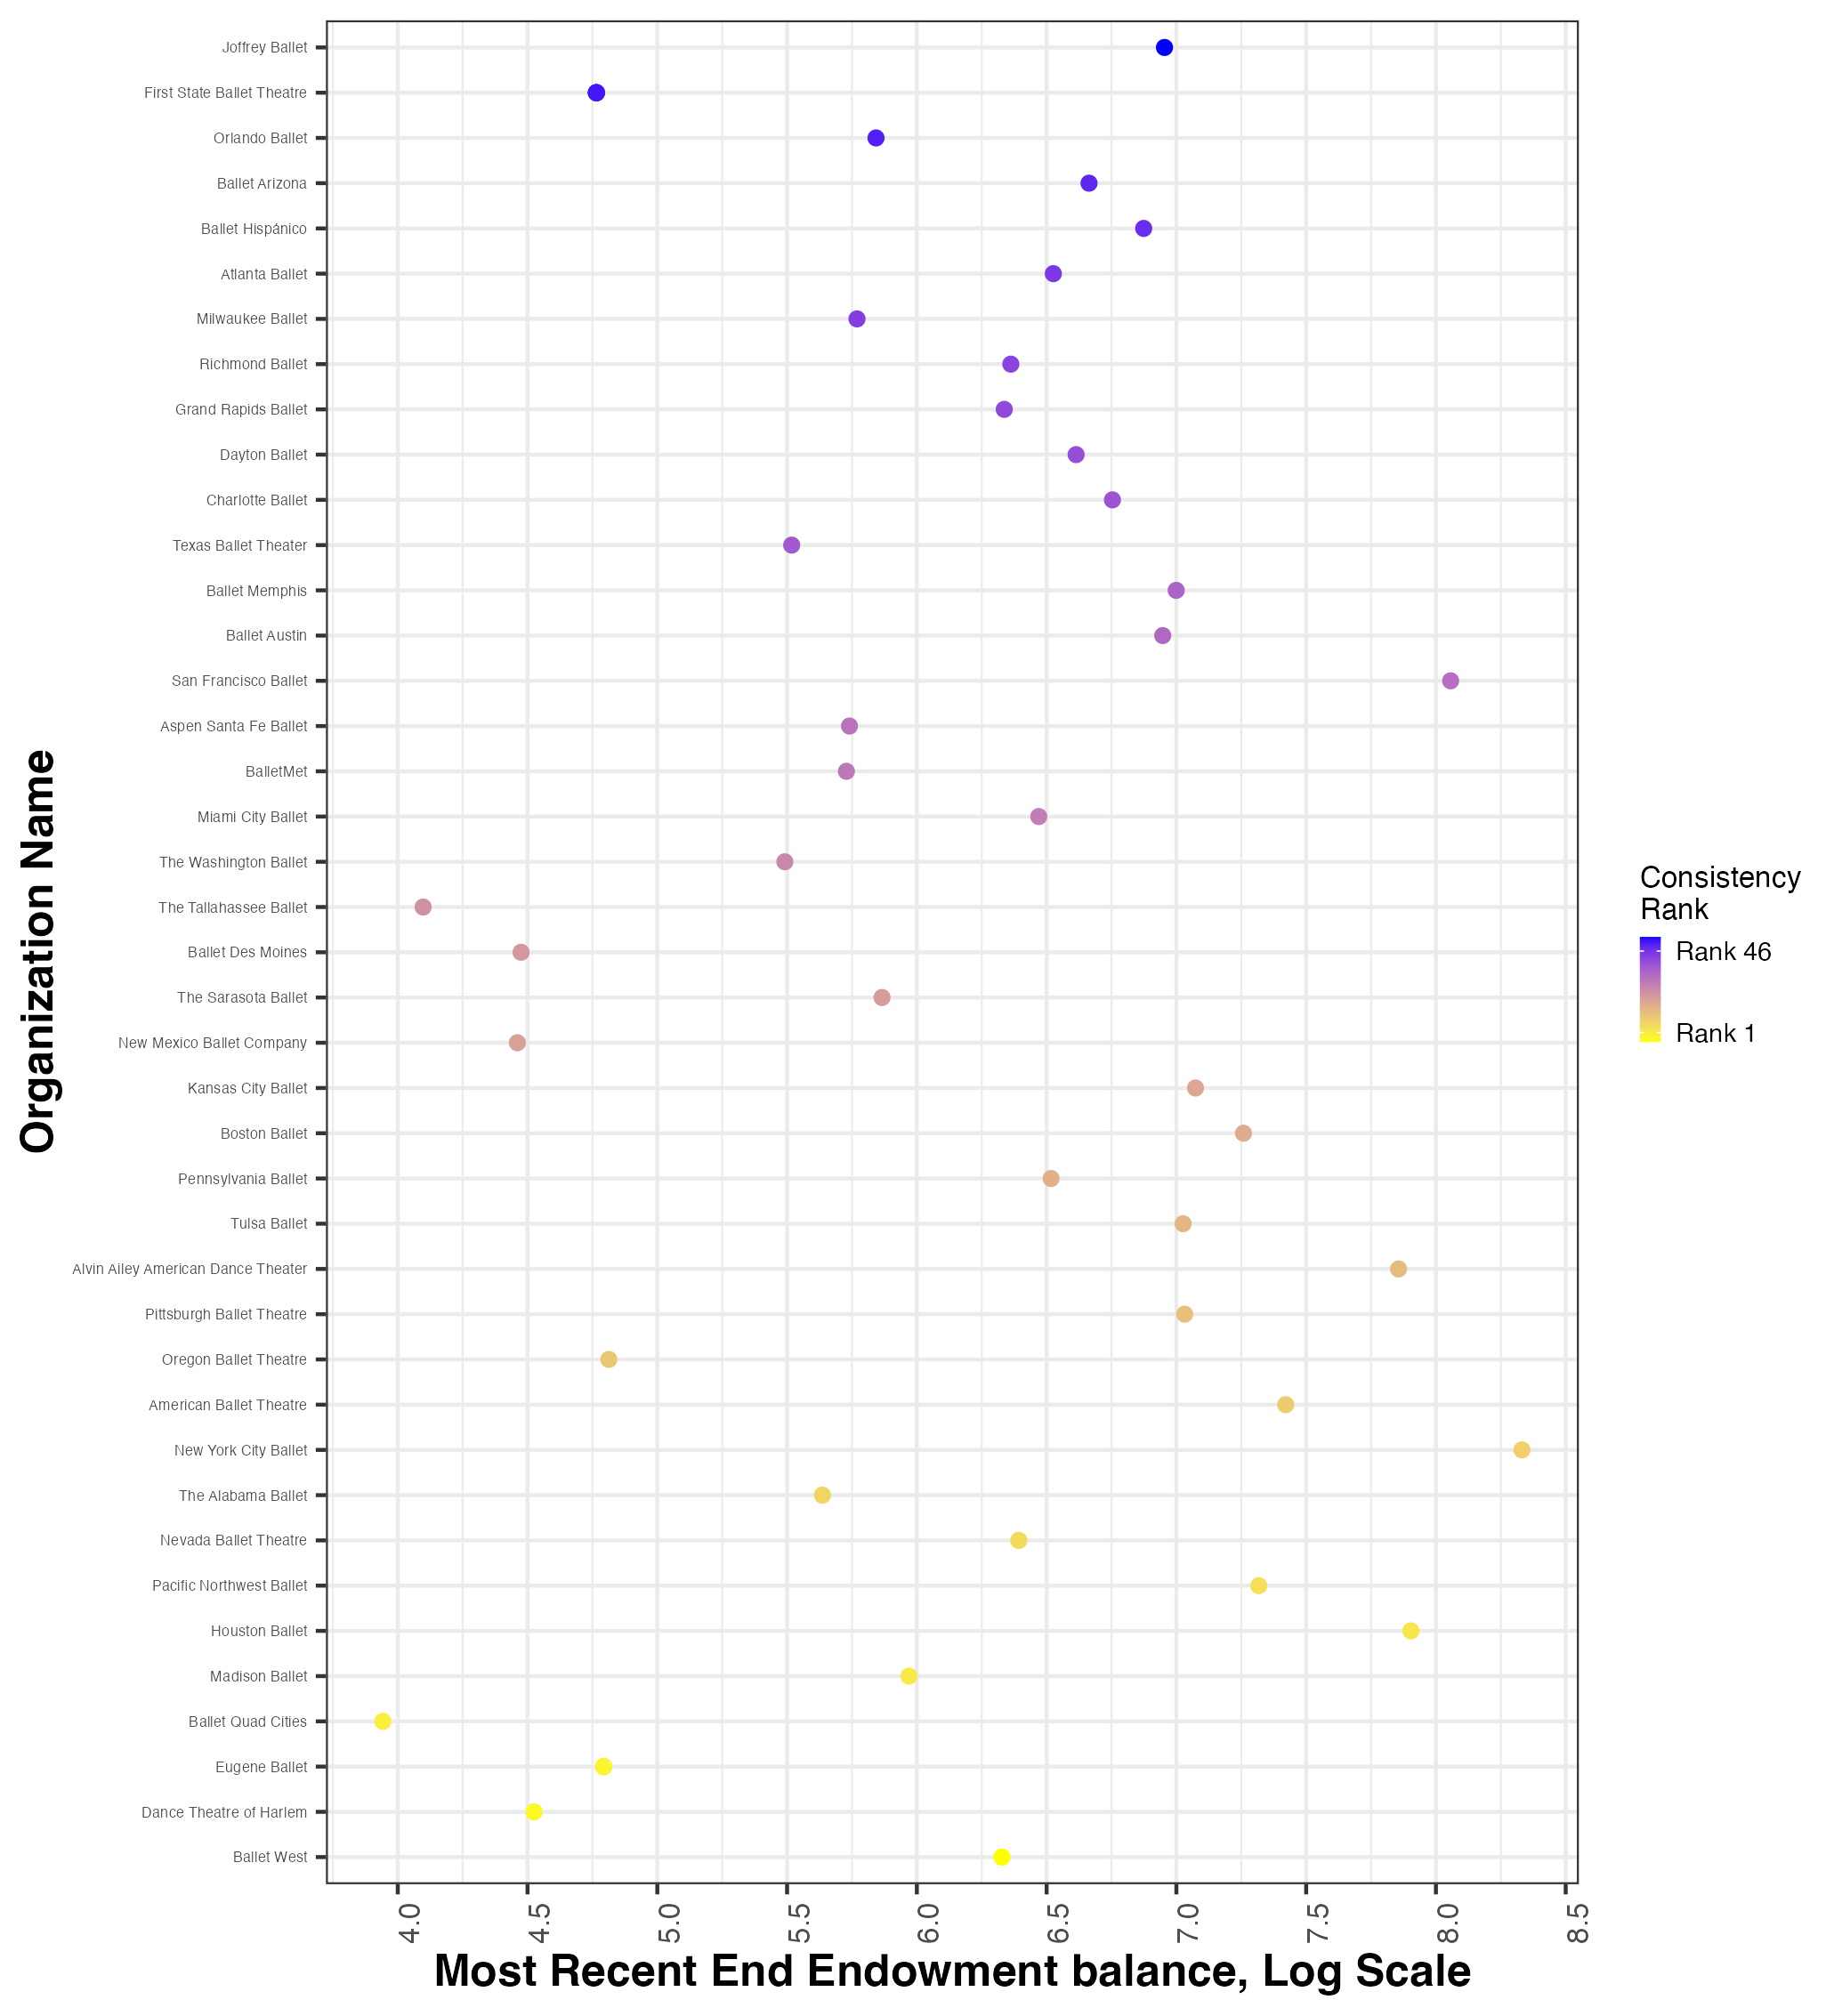 Joffrey Ballet
First State Ballet Theatre
Orlando Ballet
Ballet Arizona
Ballet Hispánico
Atlanta Ballet
Milwaukee Ballet
Richmond Ballet
Grand Rapids Ballet
Dayton Ballet
Charlotte Ballet
Texas Ballet Theater
Ballet Memphis
Ballet Austin
San Francisco Ballet
Aspen Santa Fe Ballet
BalletMet
Miami City Ballet
The Washington Ballet
The Tallahassee Ballet
Ballet Des Moines
The Sarasota Ballet
New Mexico Ballet Company
Kansas City Ballet
Boston Ballet
Pennsylvania Ballet
Tulsa Ballet
Alvin Ailey American Dance Theater
Pittsburgh Ballet Theatre
Oregon Ballet Theatre
American Ballet Theatre
New York City Ballet
The Alabama Ballet
Nevada Ballet Theatre
Pacific Northwest Ballet
Houston Ballet
Madison Ballet
Ballet Quad Cities
Eugene Ballet
Dance Theatre of Harlem
Ballet West
Organization Name
4.0
4.5
5.0
5.5
6.0
6.5
7.0
7.5
8.0
8.5
Most Recent End Endowment balance, Log Scale
Consistency
Rank
Rank 46
Rank 1